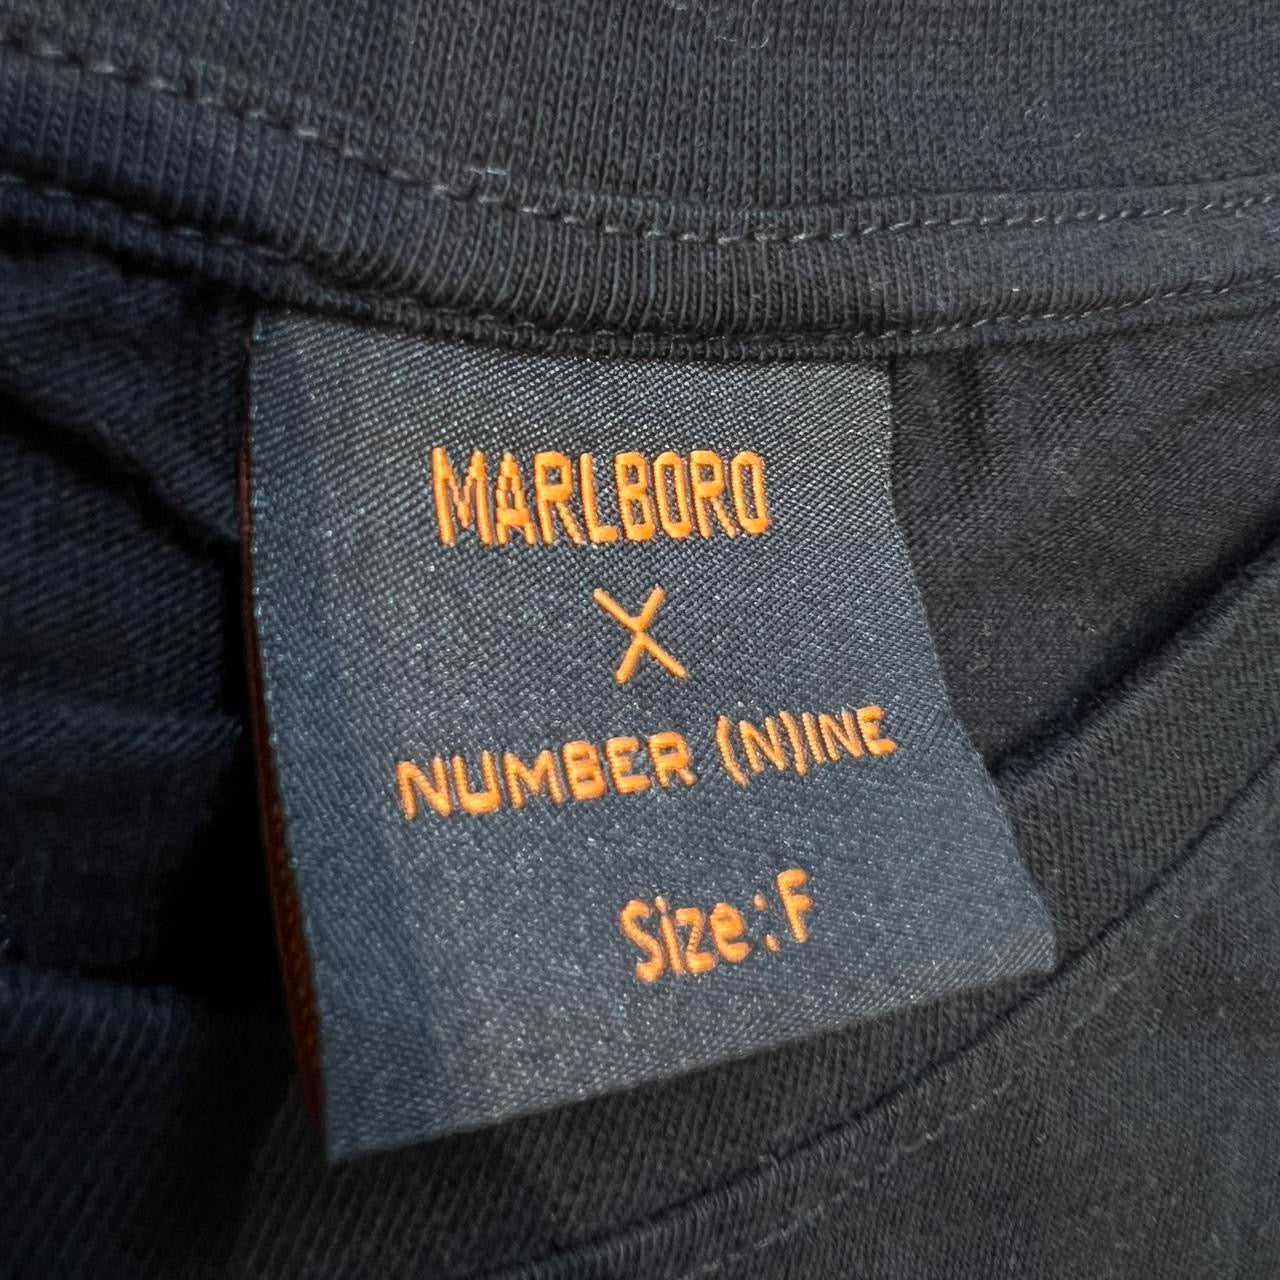 MARLBORO
X
NUMBER (N)INE
Size:F